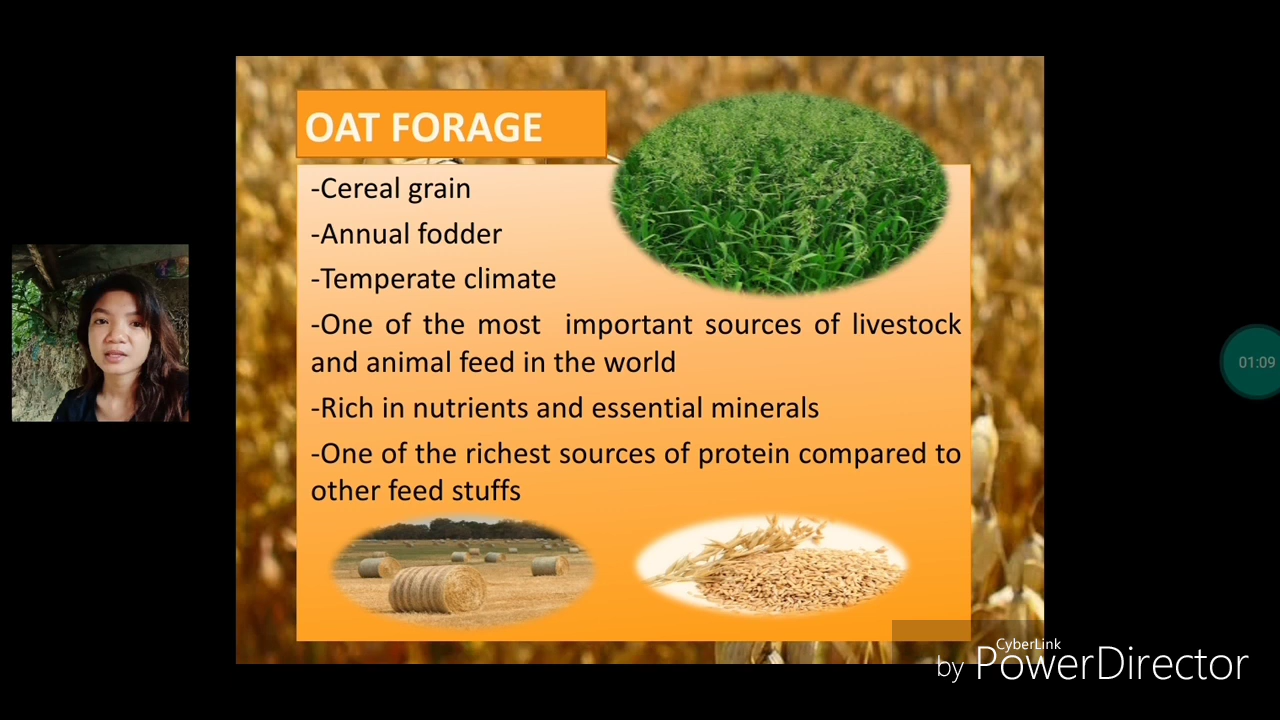 OAT FORAGE
-Cereal grain
-Annual fodder
-Temperate climate
-One of the most important sources of livestock
and animal feed in the world
-Rich in nutrients and essential minerals
-One of the richest sources of protein compared to
other feed stuffs
01:09
CyberLink
by PowerDirector